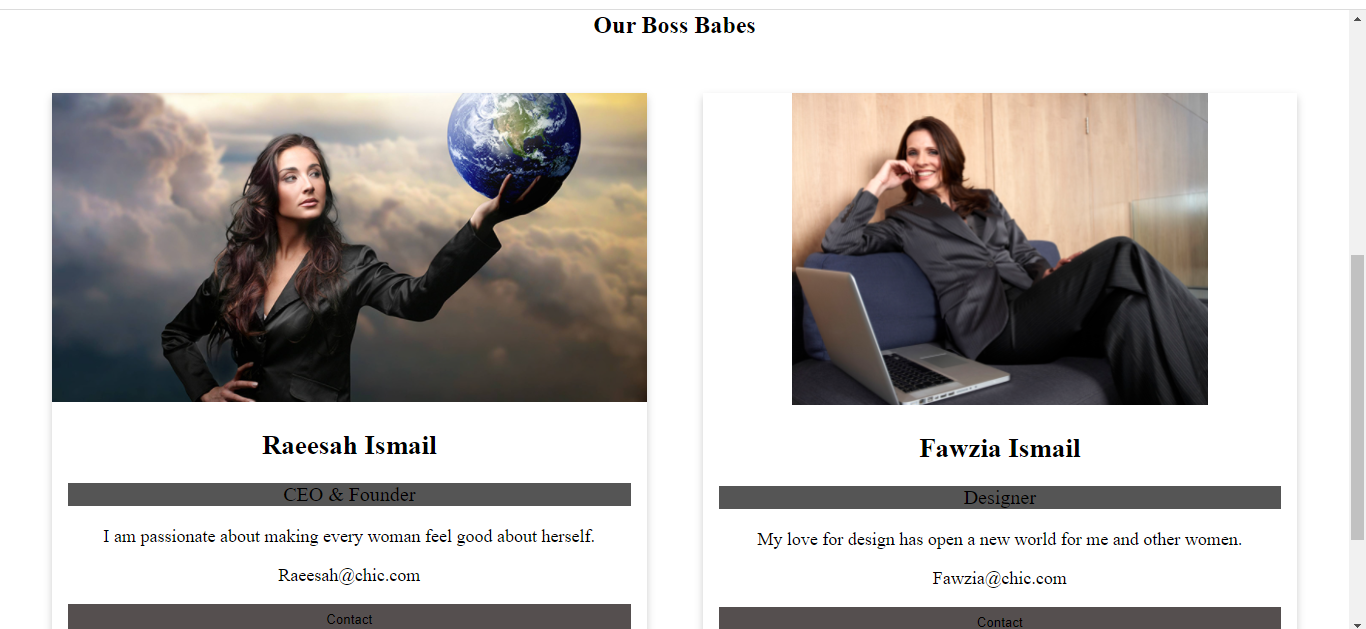 Our Boss Babes
Raeesah Ismail
CEO & Founder
I am passionate about making every woman feel good about herself.
Raeesah@chic.com
Contact
Fawzia Ismail
Designer
My love for design has open a new world for me and other women.
Fawzia@chic.com
Contact